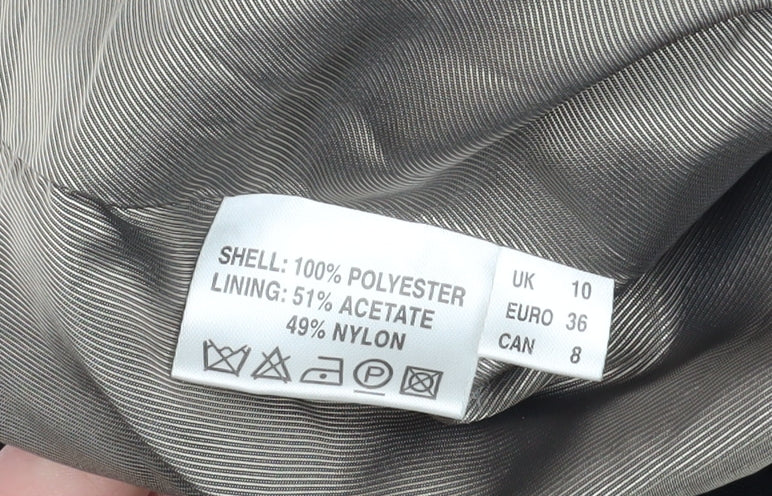 SHELL: 100% POLYESTER
LINING: 51% ACETATE
49% NYLON
P
UK 10
EURO 36
CAN 8